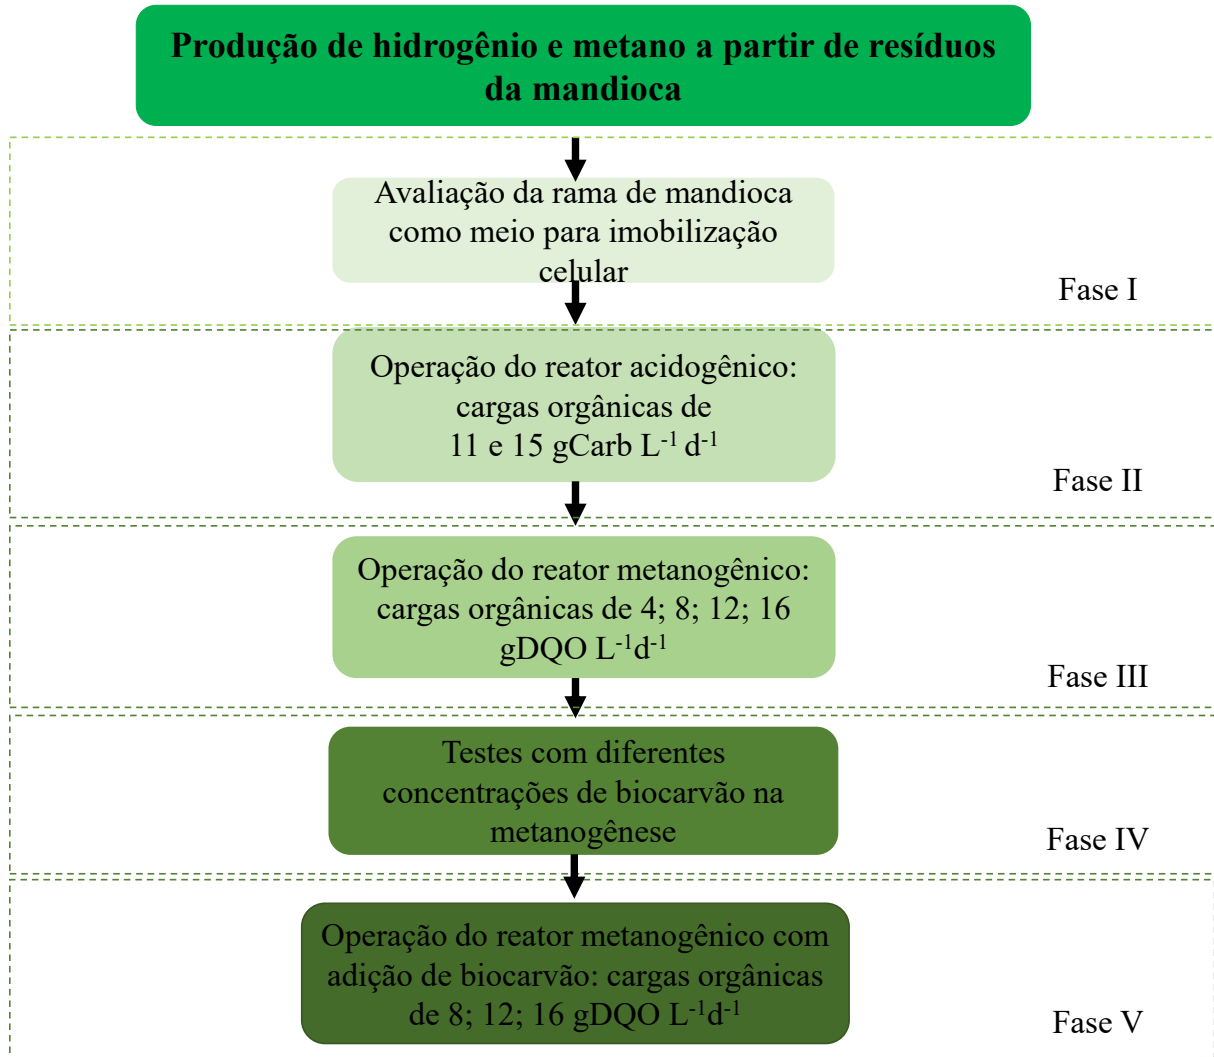 Produção de hidrogênio e metano a partir de resíduos
da mandioca
Avaliação da rama de mandioca
como meio para imobilização
celular
Fase I
Operação do reator acidogênico:
cargas orgânicas de
11 e 15 gCarb L⁻¹ d⁻¹
Fase II
Operação do reator metanogênico:
cargas orgânicas de 4; 8; 12; 16
gDQO L⁻¹d⁻¹
Fase III
Testes com diferentes
concentrações de biocarvão na
metanogênese
Fase IV
Operação do reator metanogênico com
adição de biocarvão: cargas orgânicas
de 8; 12; 16 gDQO L⁻¹d⁻¹
Fase V